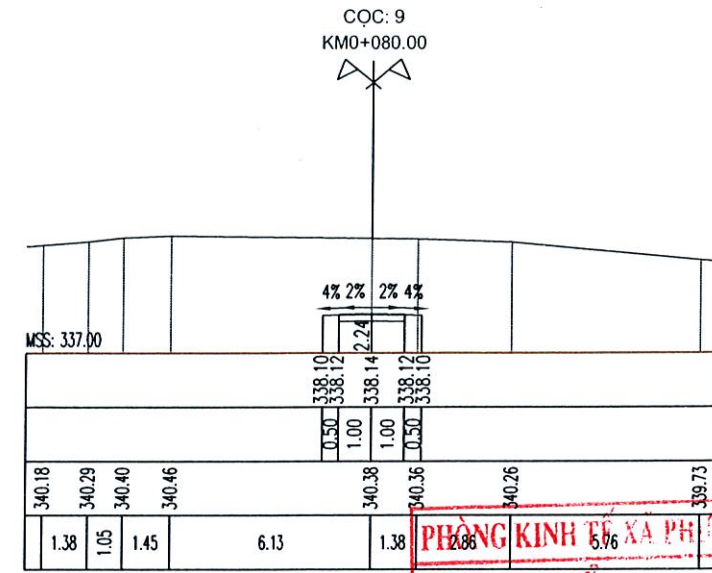 CỌC: 9
KM0+080.00
4% 2% 2% 4%
2.24
MSS: 337.00
338.10 338.12 338.14 338.12 338.10
0.50 1.00 1.00 0.50
340.18 340.29 340.40 340.46 340.38 340.36 340.26 339.73
1.38 1.05 1.45 6.13 1.38 2.86 5.76
PHÒNG KINH TẾ XÃ